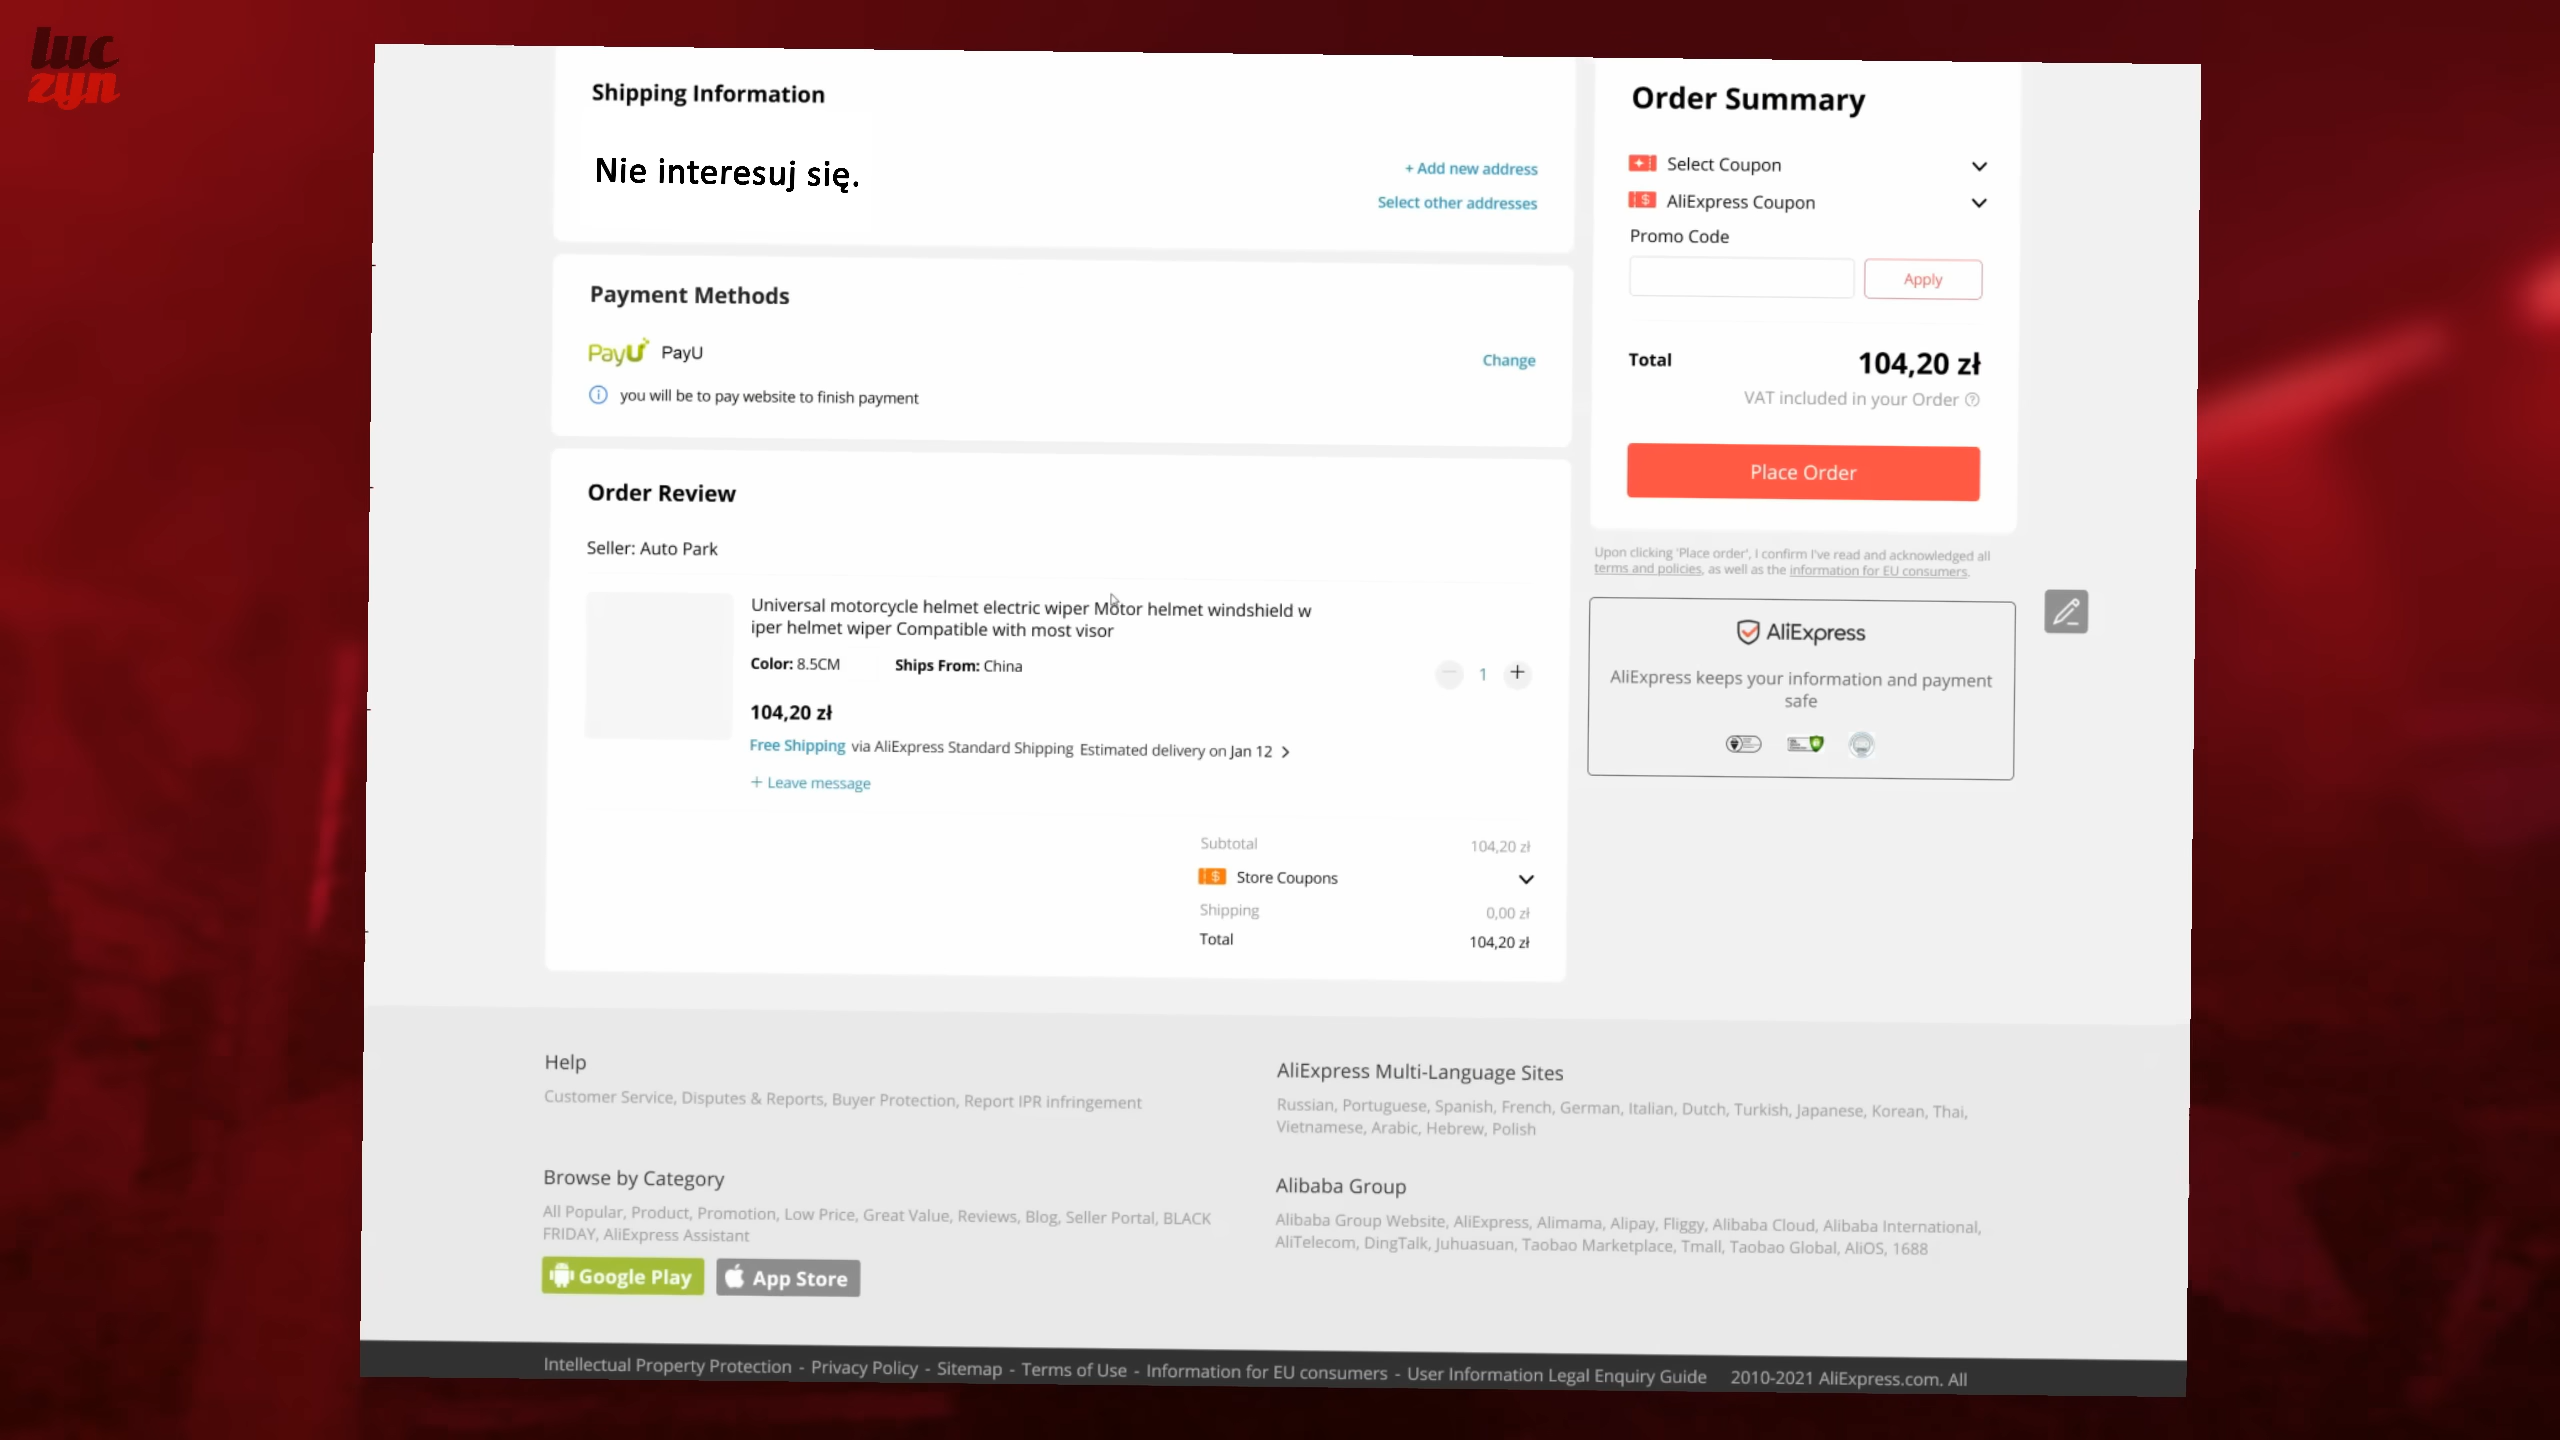 luc
zyn
Shipping Information
Nie interesuj się.
+ Add new address
Select other addresses
Payment Methods
PayU PayU
Change
you will be to pay website to finish payment
Order Review
Seller: Auto Park
Universal motorcycle helmet electric wiper Motor helmet windshield w
iper helmet wiper Compatible with most visor
Color: 8.5CM Ships From: China
1
104,20 zł
Free Shipping via AliExpress Standard Shipping Estimated delivery on Jan 12
+ Leave message
Subtotal 104,20 zł
Store Coupons
Shipping 0,00 zł
Total 104,20 zł
Order Summary
Select Coupon
AliExpress Coupon
Promo Code
Apply
Total 104,20 zł
VAT included in your Order
Place Order
Upon clicking 'Place order', I confirm I've read and acknowledged all
terms and policies, as well as the information for EU consumers.
AliExpress
AliExpress keeps your information and payment
safe
Help
Customer Service, Disputes & Reports, Buyer Protection, Report IPR infringement
AliExpress Multi-Language Sites
Russian, Portuguese, Spanish, French, German, Italian, Dutch, Turkish, Japanese, Korean, Thai,
Vietnamese, Arabic, Hebrew, Polish
Browse by Category
All Popular, Product, Promotion, Low Price, Great Value, Reviews, Blog, Seller Portal, BLACK
FRIDAY, AliExpress Assistant
Alibaba Group
Alibaba Group Website, AliExpress, Alimama, Alipay, Fliggy, Alibaba Cloud, Alibaba International,
AliTelecom, DingTalk, Juhuasuan, Taobao Marketplace, Tmall, Taobao Global, AliOS, 1688
Google Play
App Store
Intellectual Property Protection - Privacy Policy - Sitemap - Terms of Use - Information for EU consumers - User Information Legal Enquiry Guide 2010-2021 AliExpress.com. All